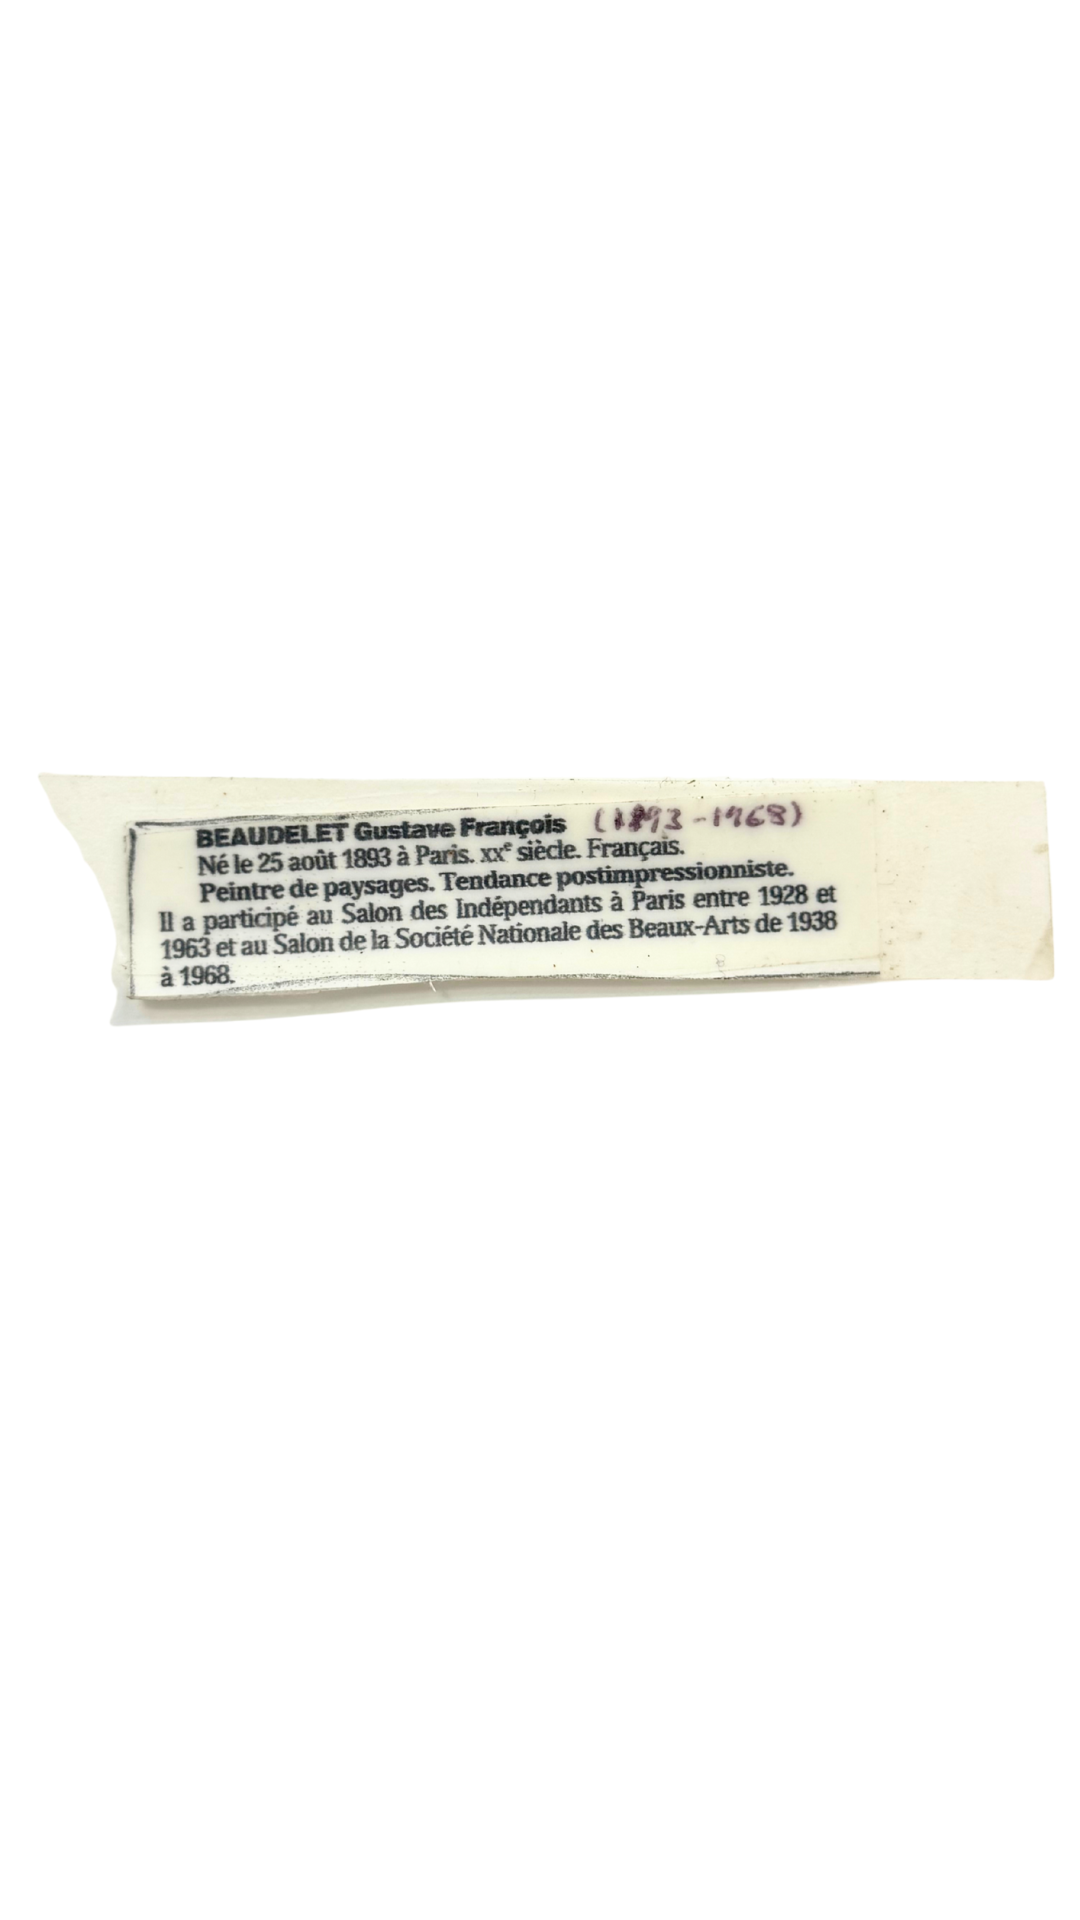 BEAUDELET Gustave François (1893-1968)
Né le 25 août 1893 à Paris. XXe siècle. Français.
Peintre de paysages. Tendance postimpressionniste.
Il a participé au Salon des Indépendants à Paris entre 1928 et
1963 et au Salon de la Société Nationale des Beaux-Arts de 1938
à 1968.